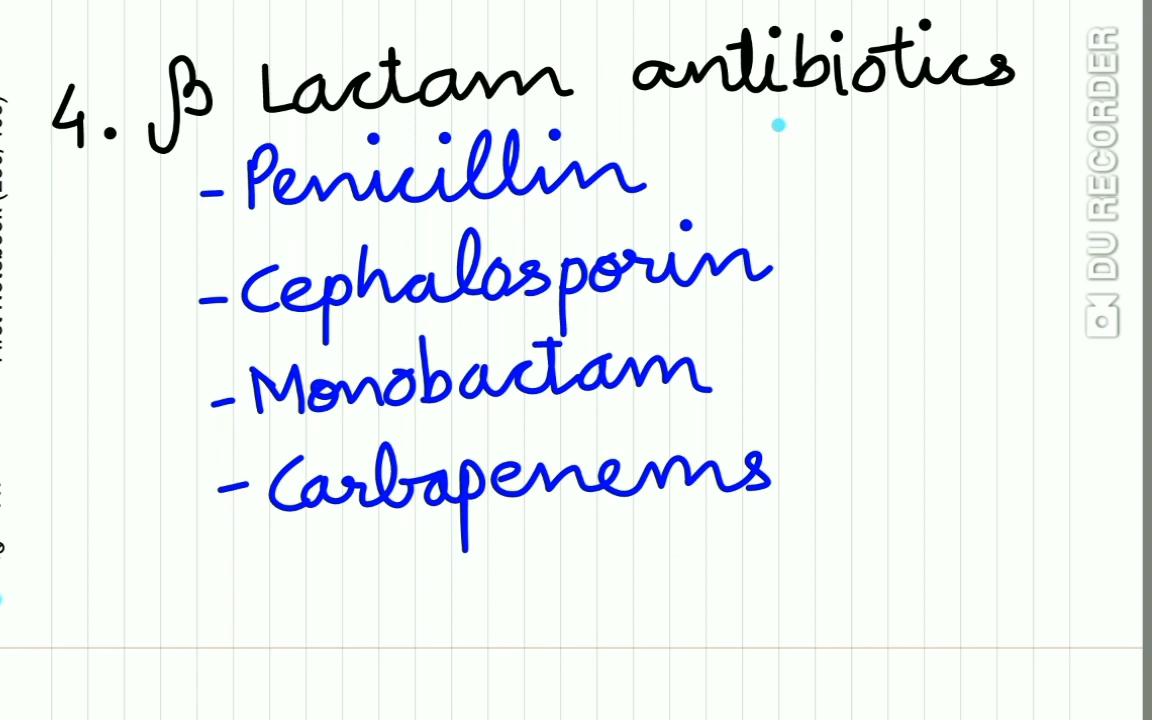 4. β Lactam antibiotics
- Penicillin
- Cephalosporin
- Monobactam
- Carbapenems
DU RECORDER